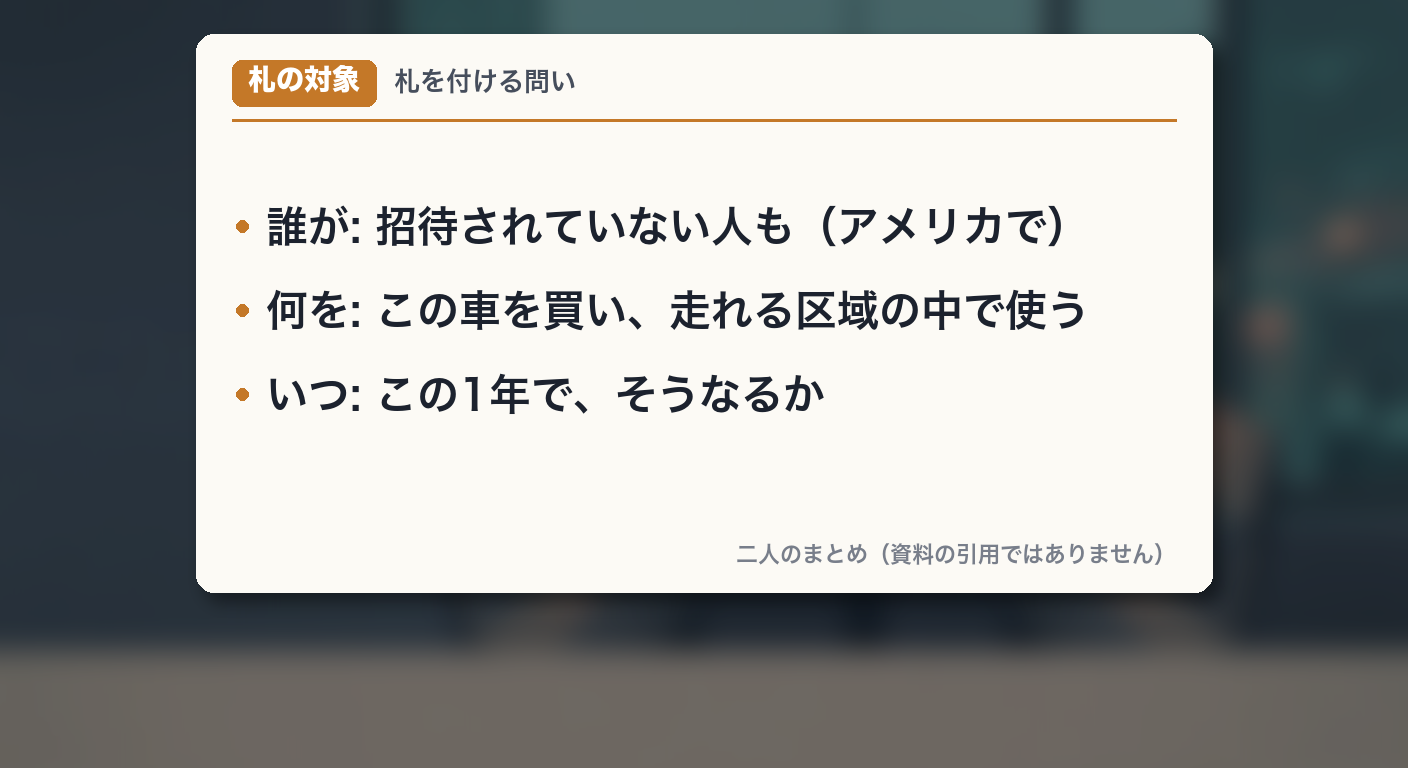 札の対象 札を付ける問い
• 誰が: 招待されていない人も（アメリカで）
• 何を: この車を買い、走れる区域の中で使う
• いつ: この1年で、そうなるか
二人のまとめ（資料の引用ではありません）